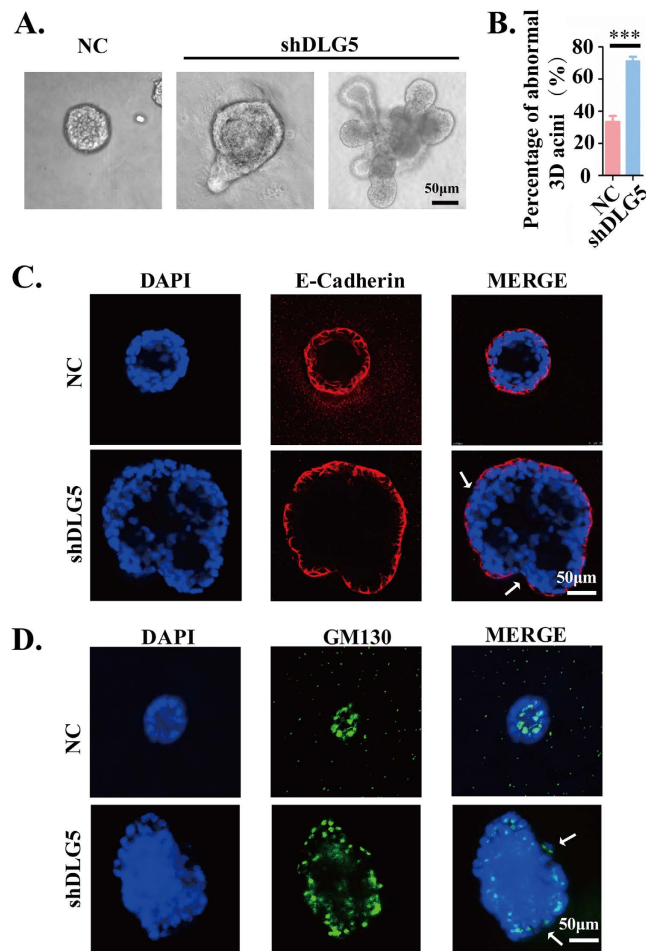 A.
NC
shDLG5
50μm
B.
***
Percentage of abnormal
3D acini (%)
80
60
40
20
0
NC
shDLG5
C.
DAPI
E-Cadherin
MERGE
NC
shDLG5
50μm
D.
DAPI
GM130
MERGE
NC
shDLG5
50μm